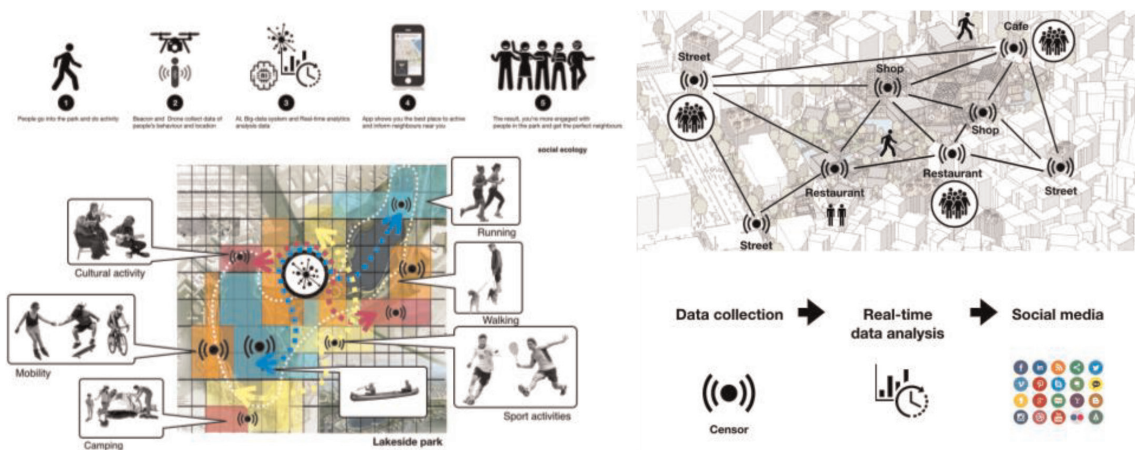 1
2
3
4
5
People go into the park and do activity
Beacon and Drone collect data of
people's behaviour and location
AI, Big-data system and Real-time analytics
analysis data
App shows you the best place to active
and inform neighbours near you
The result, you're more engaged with
people in the park and get the perfect neighbours
social ecology
Running
Cultural activity
Walking
Mobility
Sport activities
Camping
Lakeside park
Cafe
Street
Shop
Shop
Restaurant
Restaurant
Street
Street
Data collection
Real-time
data analysis
Social media
Censor